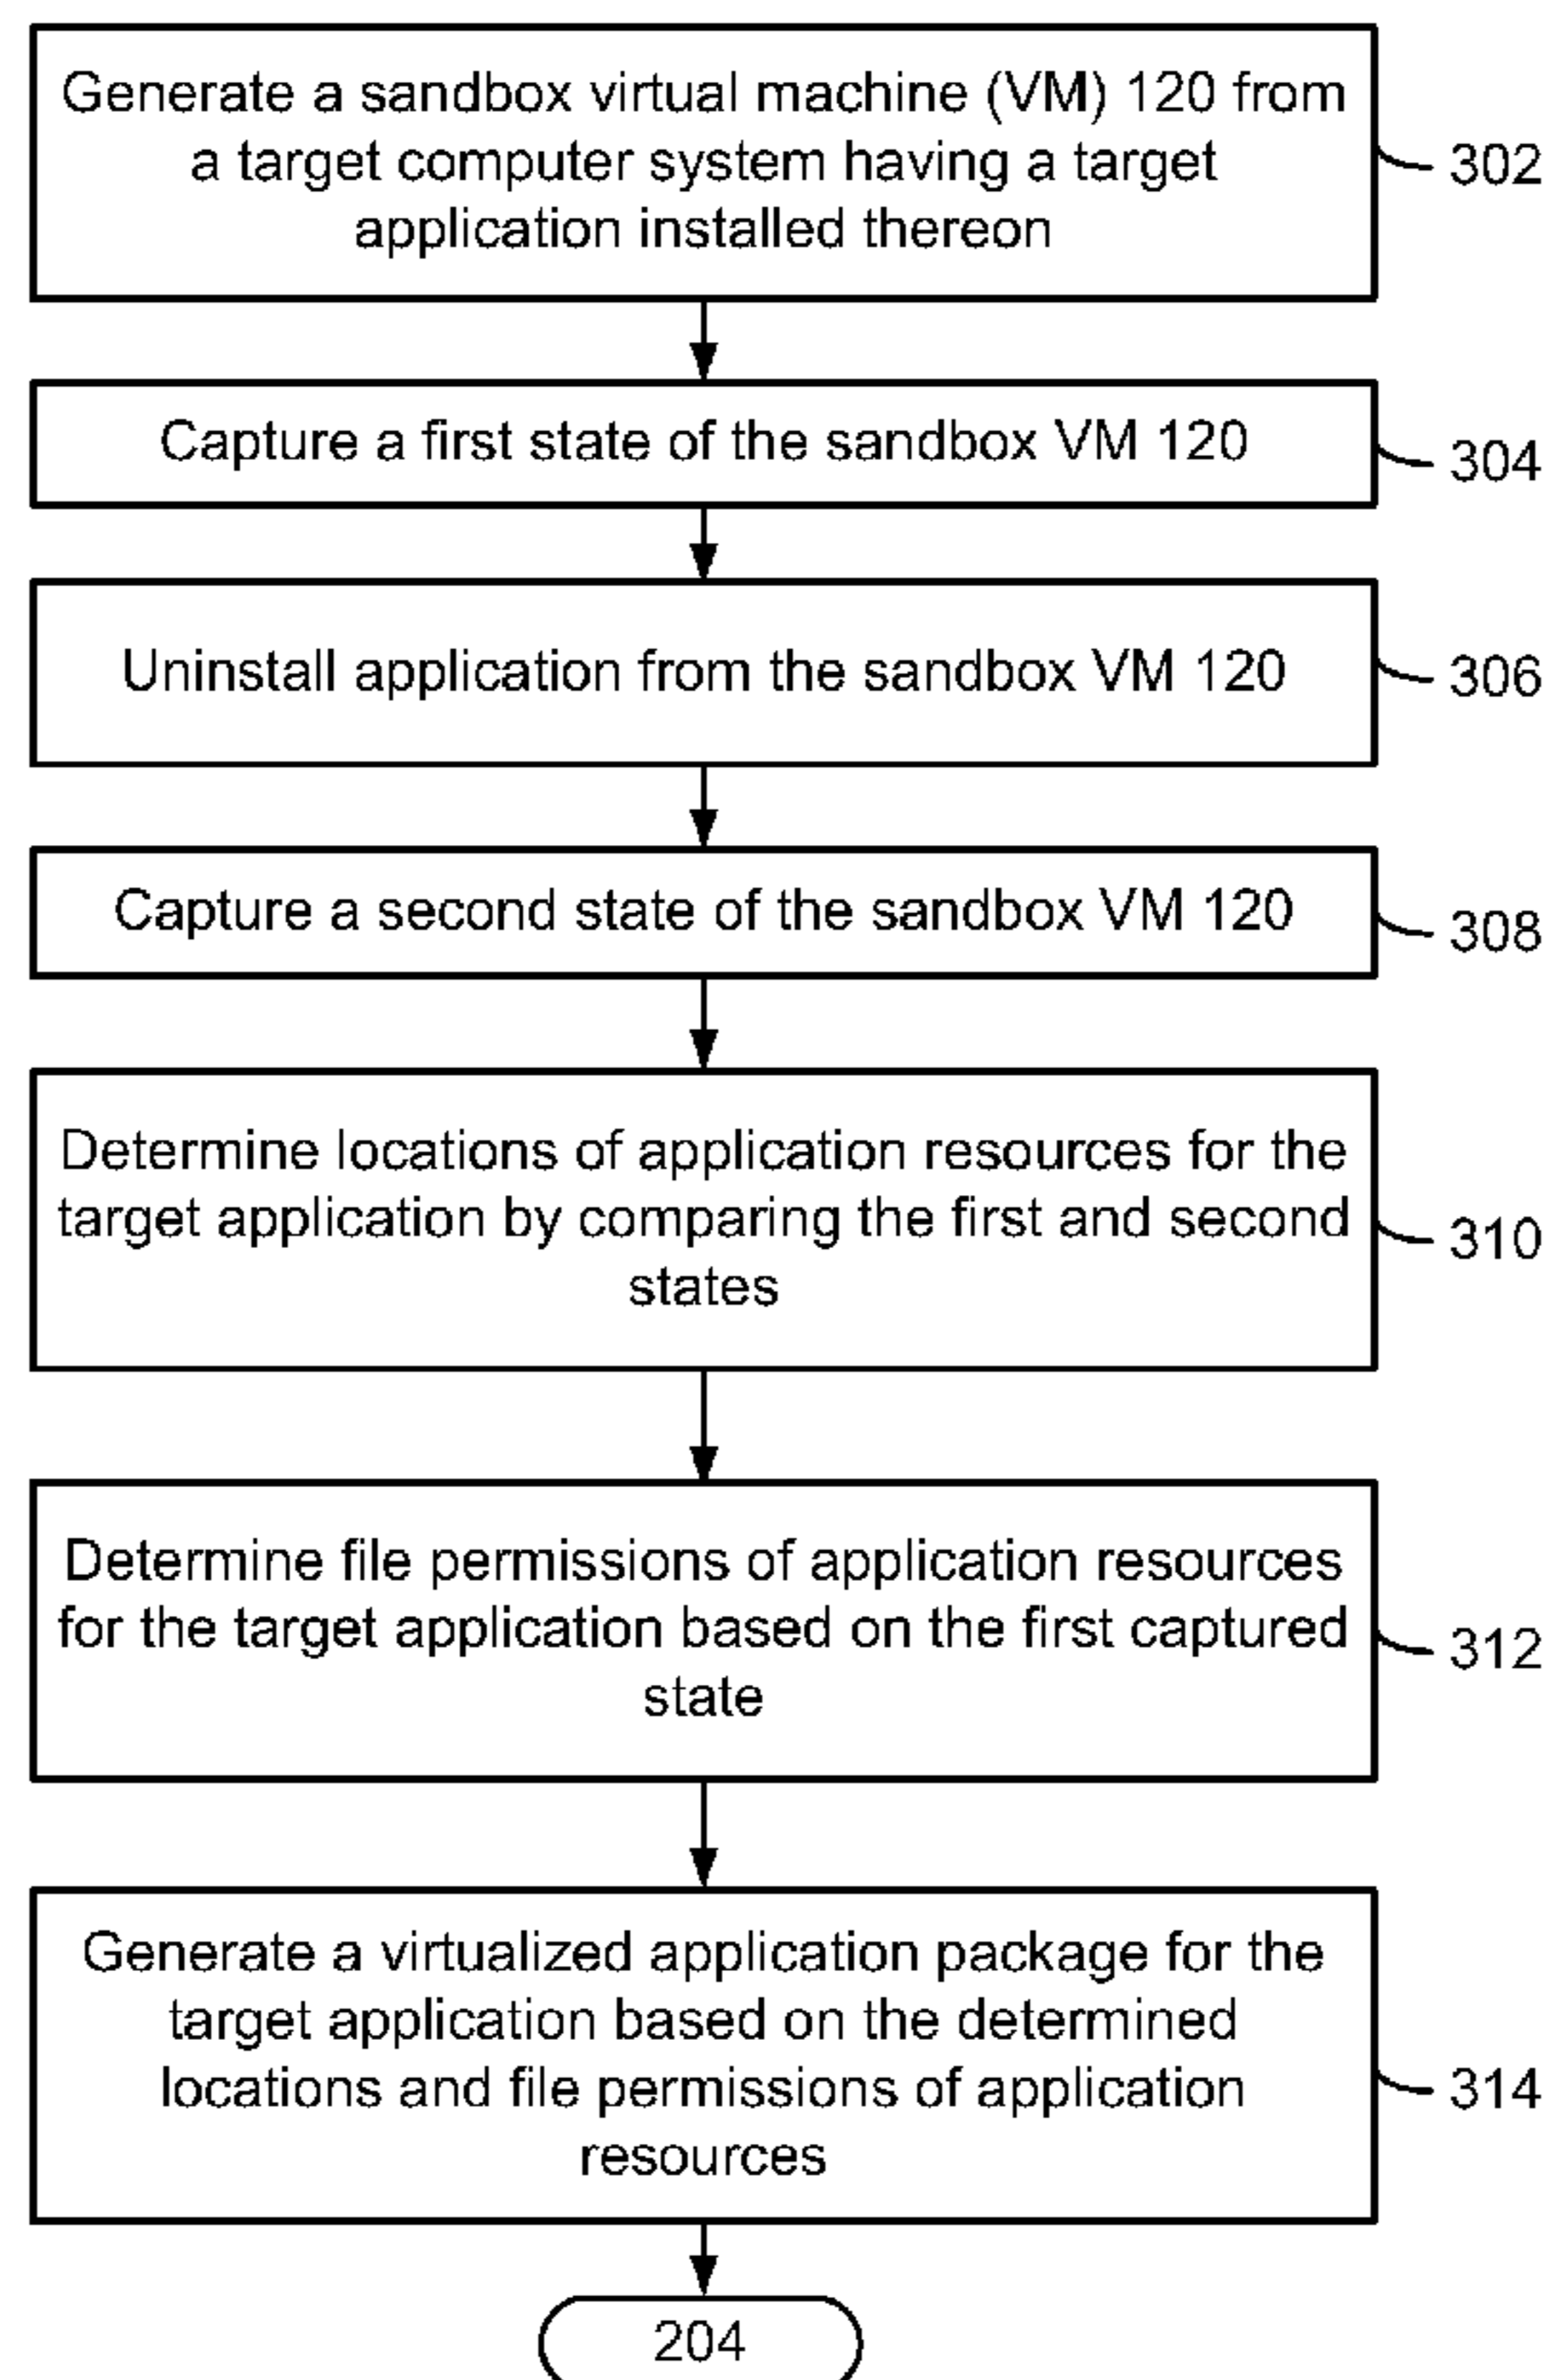 Generate a sandbox virtual machine (VM) 120 from
a target computer system having a target
application installed thereon
302
Capture a first state of the sandbox VM 120
304
Uninstall application from the sandbox VM 120
306
Capture a second state of the sandbox VM 120
308
Determine locations of application resources for the
target application by comparing the first and second
states
310
Determine file permissions of application resources
for the target application based on the first captured
state
312
Generate a virtualized application package for the
target application based on the determined
locations and file permissions of application
resources
314
204